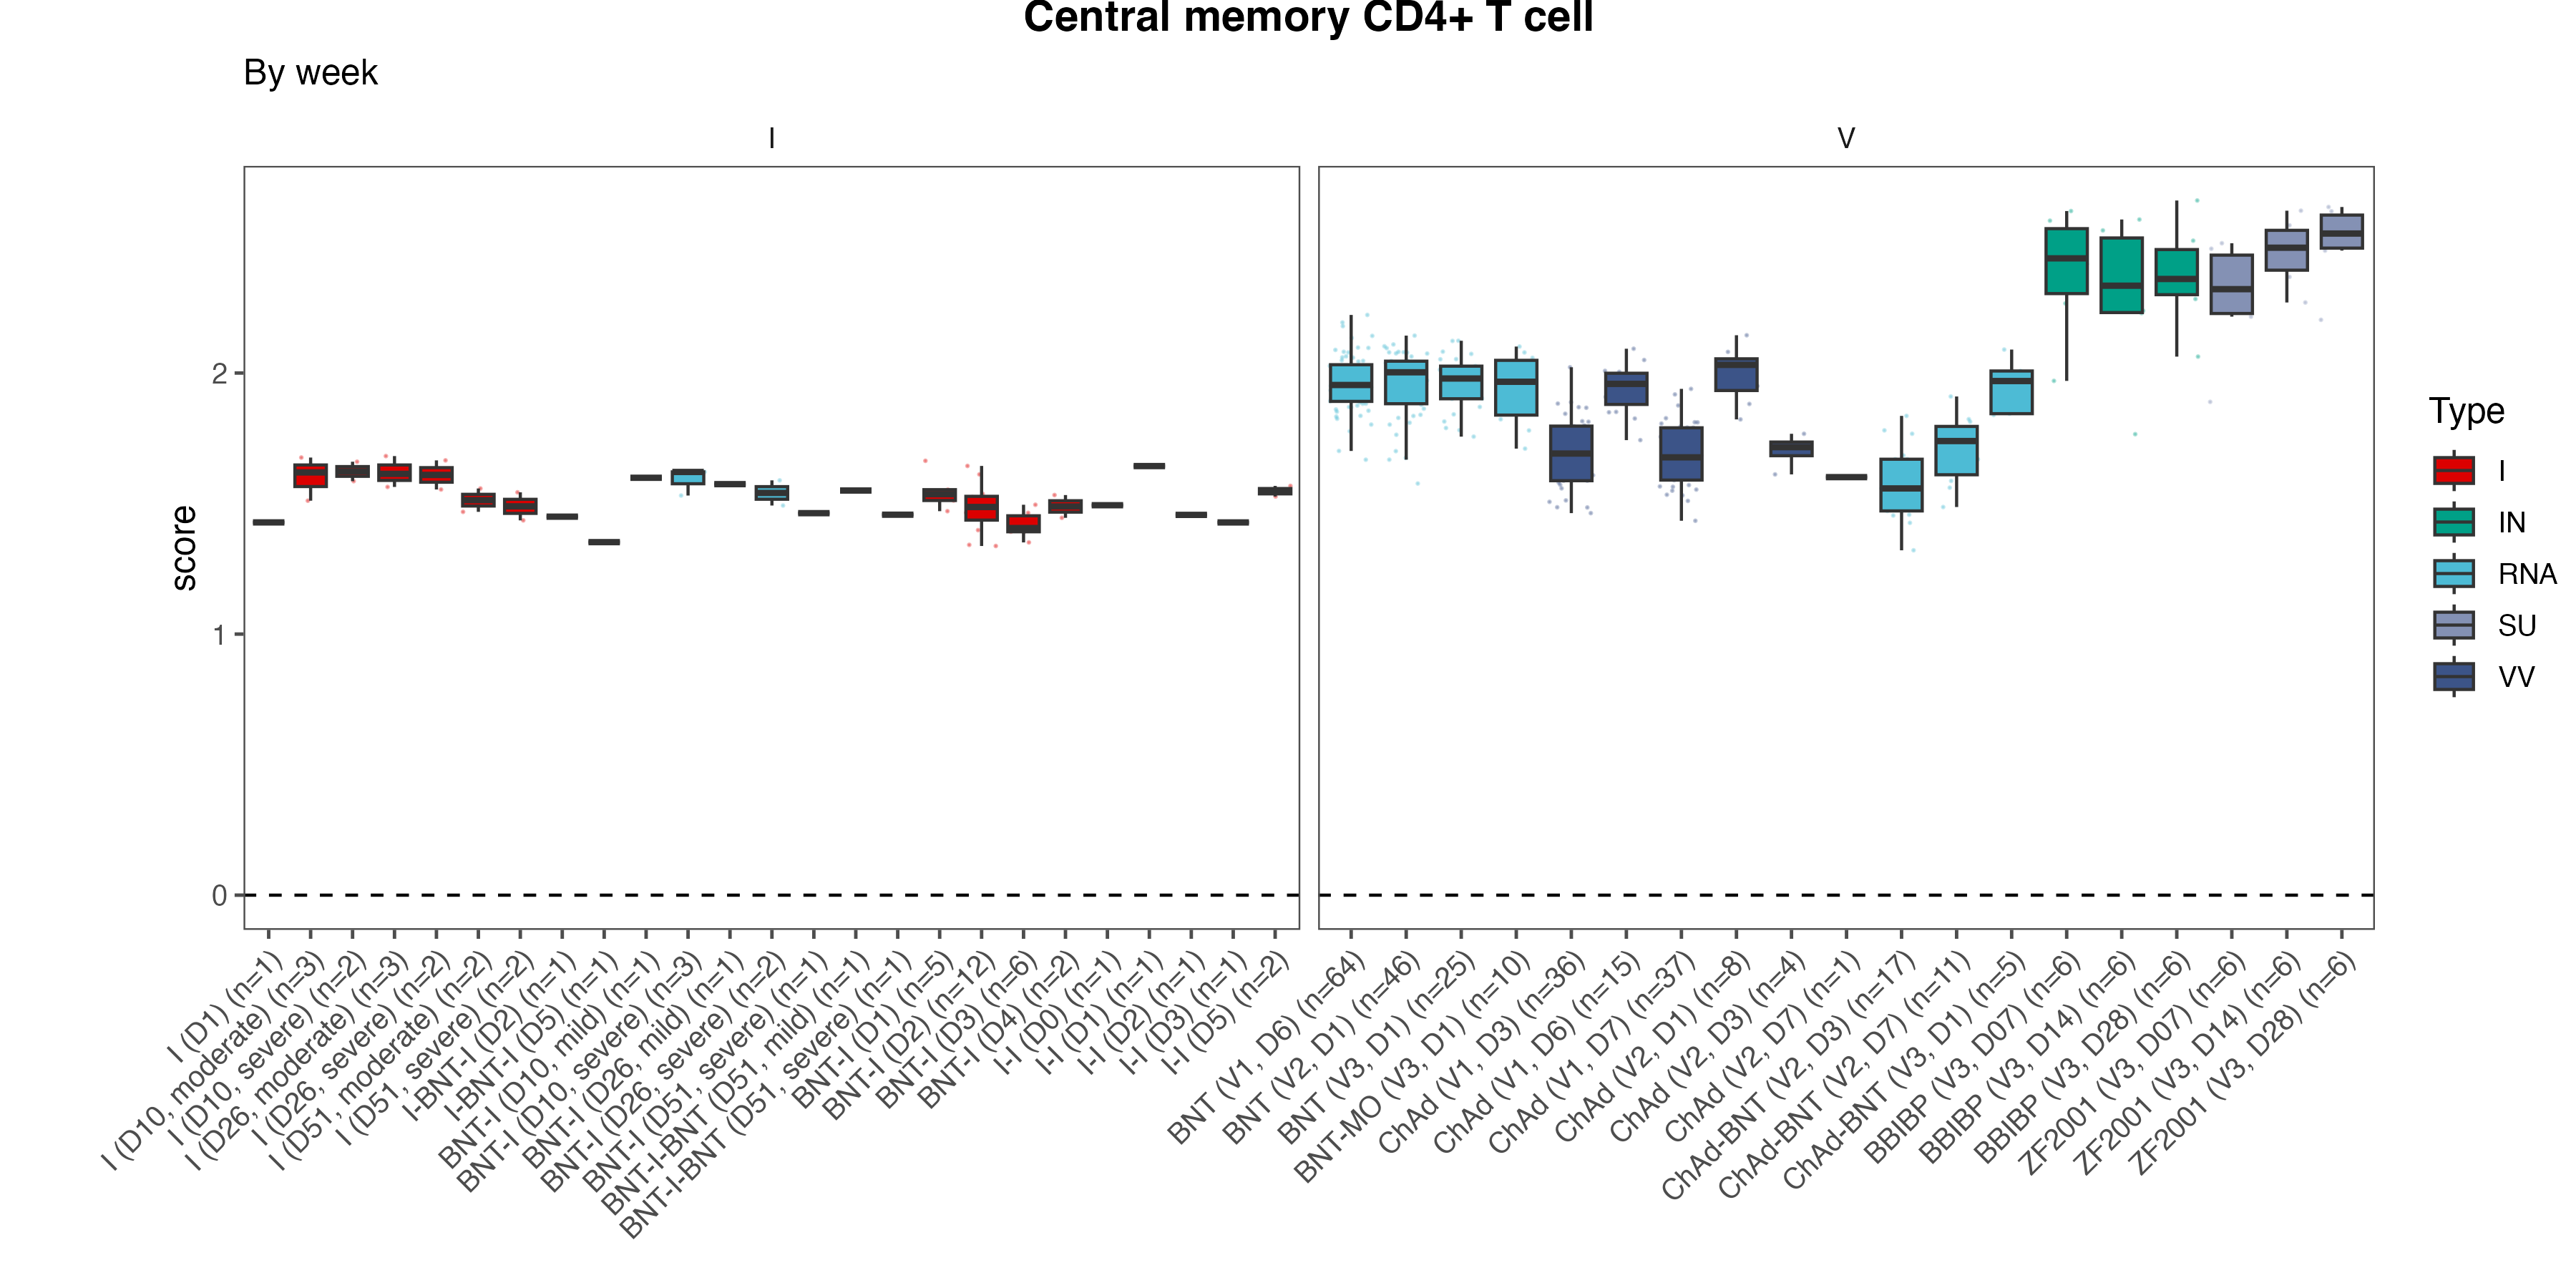 Central memory CD4+ T cell
By week
I
V
score
2
1
0
I (D1) (n=1)
I (D10, moderate) (n=3)
I (D10, severe) (n=2)
I (D26, moderate) (n=3)
I (D26, severe) (n=2)
I (D51, moderate) (n=2)
I (D51, severe) (n=2)
I-BNT-I (D2) (n=1)
I-BNT-I (D5) (n=1)
BNT-I (D10, mild) (n=1)
BNT-I (D10, severe) (n=3)
BNT-I (D26, mild) (n=1)
BNT-I (D26, severe) (n=2)
BNT-I (D51, severe) (n=1)
BNT-I-BNT (D51, mild) (n=1)
BNT-I-BNT (D51, severe) (n=1)
BNT-I (D1) (n=5)
BNT-I (D2) (n=12)
BNT-I (D3) (n=6)
BNT-I (D4) (n=2)
I-I (D0) (n=1)
I-I (D1) (n=1)
I-I (D2) (n=1)
I-I (D3) (n=1)
I-I (D5) (n=2)
BNT (V1, D6) (n=64)
BNT (V2, D1) (n=46)
BNT (V3, D1) (n=25)
BNT-MO (V3, D1) (n=10)
ChAd (V1, D3) (n=36)
ChAd (V1, D6) (n=15)
ChAd (V1, D7) (n=37)
ChAd (V2, D1) (n=8)
ChAd (V2, D3) (n=4)
ChAd (V2, D7) (n=1)
ChAd-BNT (V2, D3) (n=17)
ChAd-BNT (V2, D7) (n=11)
ChAd-BNT (V3, D1) (n=5)
BBIBP (V3, D07) (n=6)
BBIBP (V3, D14) (n=6)
BBIBP (V3, D28) (n=6)
ZF2001 (V3, D07) (n=6)
ZF2001 (V3, D14) (n=6)
ZF2001 (V3, D28) (n=6)
Type
I
IN
RNA
SU
VV